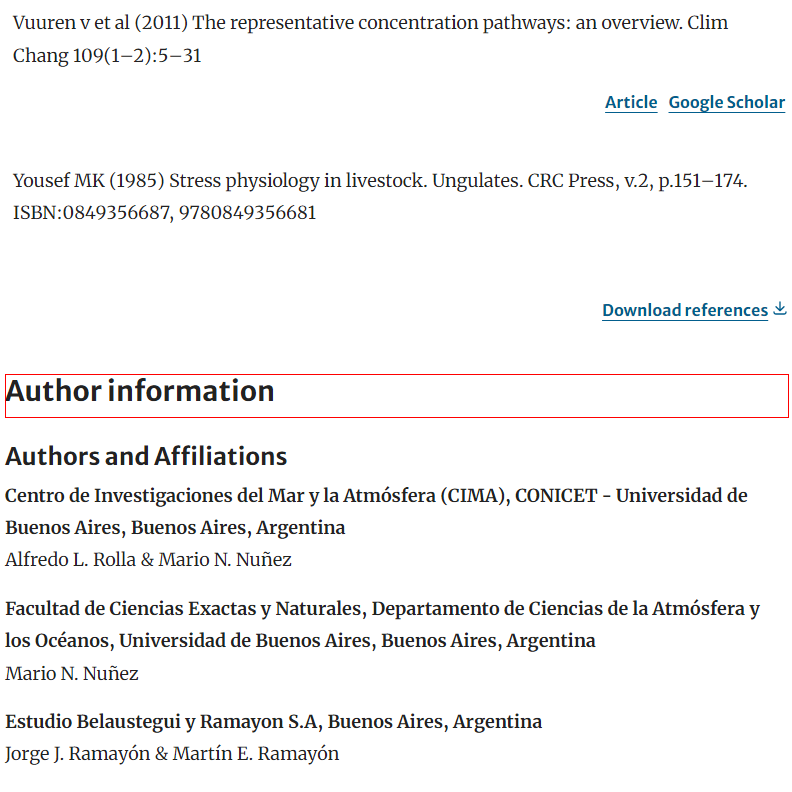 Vuuren v et al (2011) The representative concentration pathways: an overview. Clim
Chang 109(1–2):5–31
Article Google Scholar
Yousef MK (1985) Stress physiology in livestock. Ungulates. CRC Press, v.2, p.151–174.
ISBN:0849356687, 9780849356681
Download references
Author information
Authors and Affiliations
Centro de Investigaciones del Mar y la Atmósfera (CIMA), CONICET - Universidad de
Buenos Aires, Buenos Aires, Argentina
Alfredo L. Rolla & Mario N. Nuñez
Facultad de Ciencias Exactas y Naturales, Departamento de Ciencias de la Atmósfera y
los Océanos, Universidad de Buenos Aires, Buenos Aires, Argentina
Mario N. Nuñez
Estudio Belaustegui y Ramayon S.A, Buenos Aires, Argentina
Jorge J. Ramayón & Martín E. Ramayón